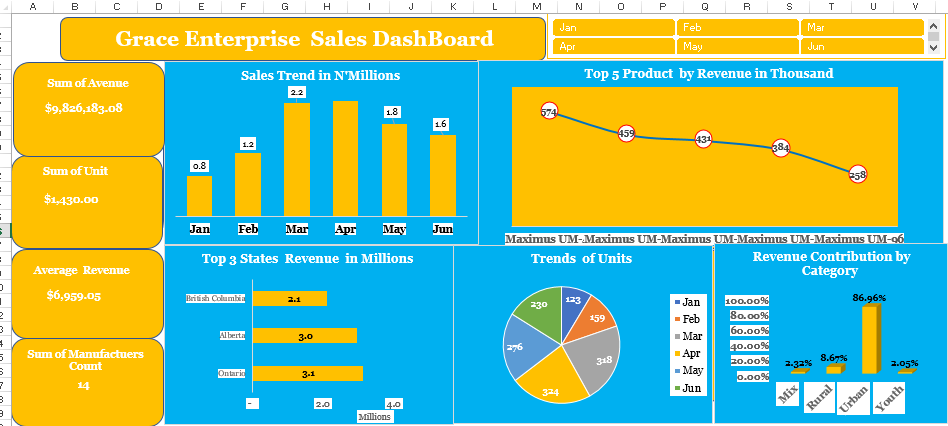 A B C D E F G H I J K L M N O P Q R S T U V
Grace Enterprise Sales DashBoard
Jan Feb Mar
Apr May Jun
Sum of Avenue
$9,826,183.08
Sum of Unit
$1,430.00
Average Revenue
$6,959.05
Sum of Manufactuers
Count
14
Sales Trend in N'Millions
0.8
1.2
2.2
1.8
1.6
Jan Feb Mar Apr May Jun
Top 5 Product by Revenue in Thousand
574
459
431
384
258
Maximus UM- Maximus UM-Maximus UM-Maximus UM-Maximus UM-96
Top 3 States Revenue in Millions
British Columbia 2.1
Alberta 3.0
Ontario 3.1
- 2.0 4.0
Millions
Trends of Units
123
159
318
324
276
230
Jan
Feb
Mar
Apr
May
Jun
Revenue Contribution by
Category
100.00%
80.00%
60.00%
40.00%
20.00%
0.00%
2.32%
8.67%
86.96%
2.05%
Mix Rural Urban Youth